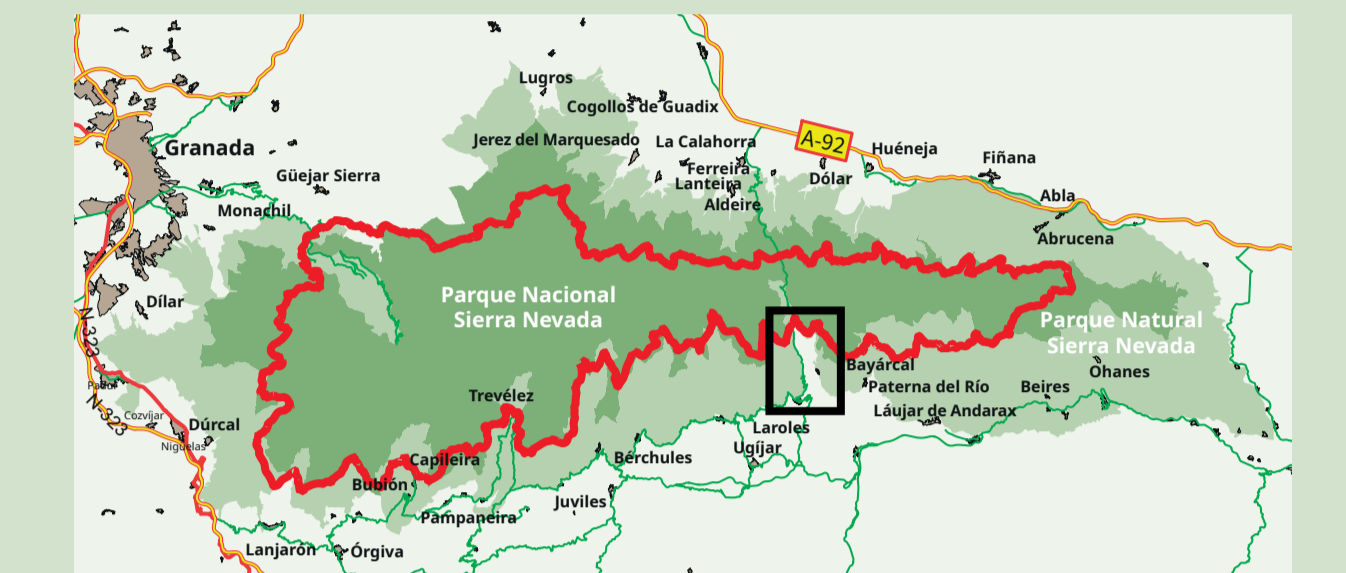 Lugros
Cogollos de Guadix
Jerez del Marquesado
La Calahorra
A-92
Huéneja
Granada
Ferreira
Fiñana
Güejar Sierra
Lanteira
Dólar
Abla
Monachil
Aldeire
Abrucena
Parque Nacional
Sierra Nevada
Dílar
Parque Natural
Sierra Nevada
N-323
Bayárcal
Ohanes
Padul
Paterna del Río
Beires
Trevélez
N-323
Cozvíjar
Láujar de Andarax
Dúrcal
Laroles
Nigüelas
Ugíjar
Capileira
Bérchules
Bubión
Juviles
Pampaneira
Lanjarón
Órgiva